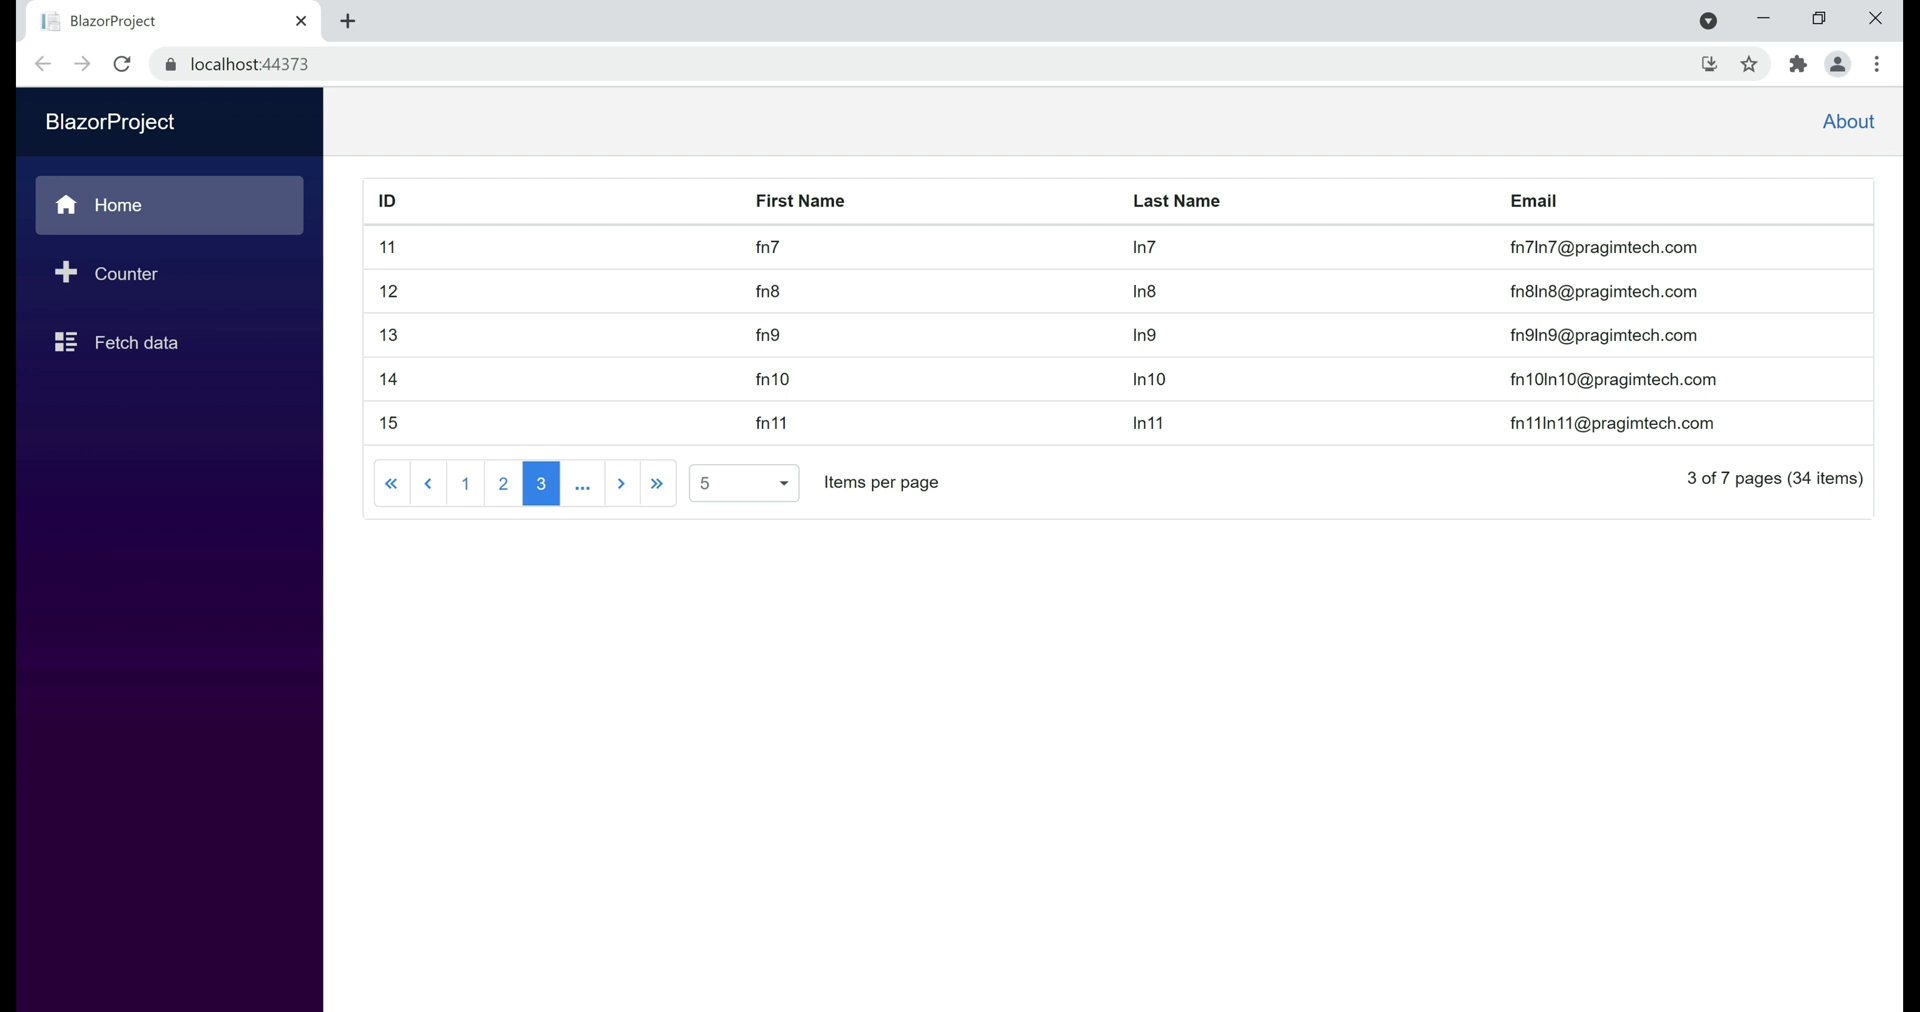 BlazorProject
localhost:44373
BlazorProject
About
Home
Counter
Fetch data
ID First Name Last Name Email
11 fn7 ln7 fn7ln7@pragimtech.com
12 fn8 ln8 fn8ln8@pragimtech.com
13 fn9 ln9 fn9ln9@pragimtech.com
14 fn10 ln10 fn10ln10@pragimtech.com
15 fn11 ln11 fn11ln11@pragimtech.com
« ‹ 1 2 3 ... › » 5 Items per page 3 of 7 pages (34 items)